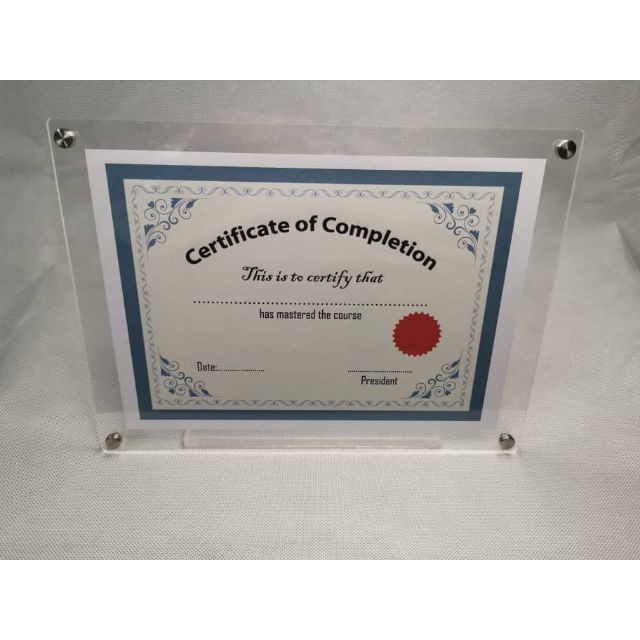 Certificate of Completion
This is to certify that
............................................................
has mastered the course
Date:....................
......................
President